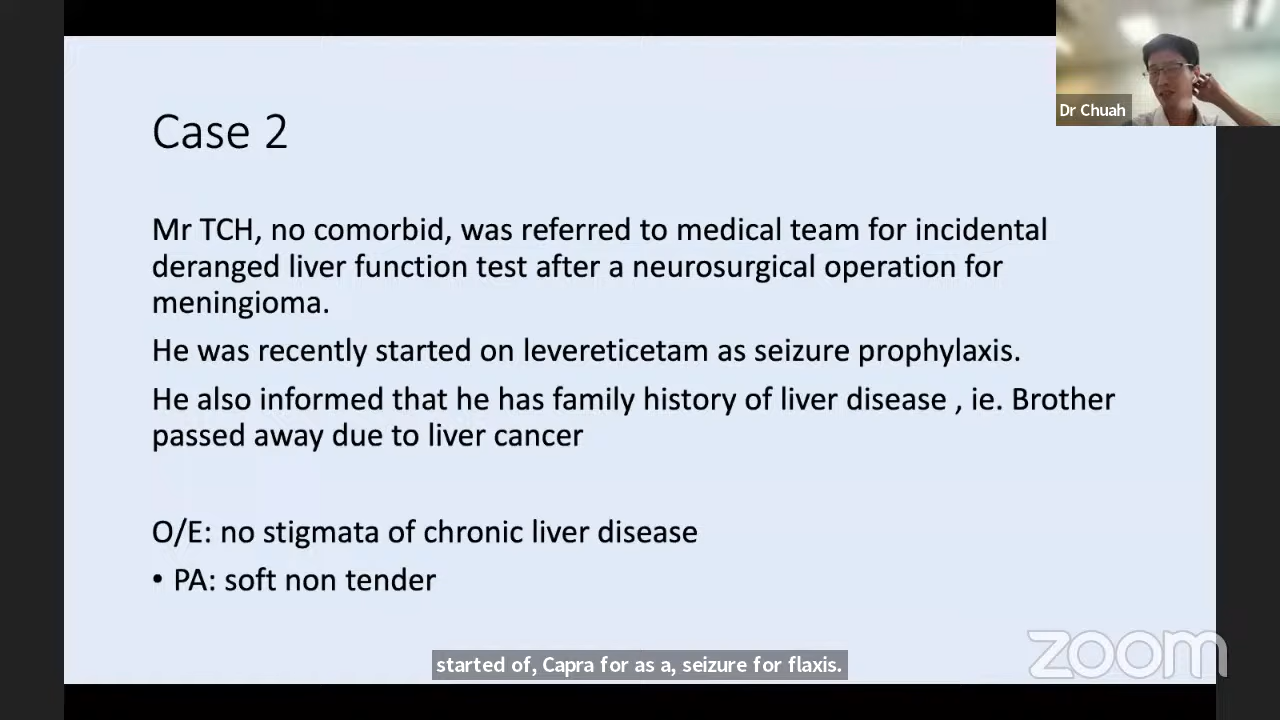 Dr Chuah
Case 2
Mr TCH, no comorbid, was referred to medical team for incidental
deranged liver function test after a neurosurgical operation for
meningioma.
He was recently started on levereticetam as seizure prophylaxis.
He also informed that he has family history of liver disease , ie. Brother
passed away due to liver cancer
O/E: no stigmata of chronic liver disease
• PA: soft non tender
started of, Capra for as a, seizure for flaxis.
zoom